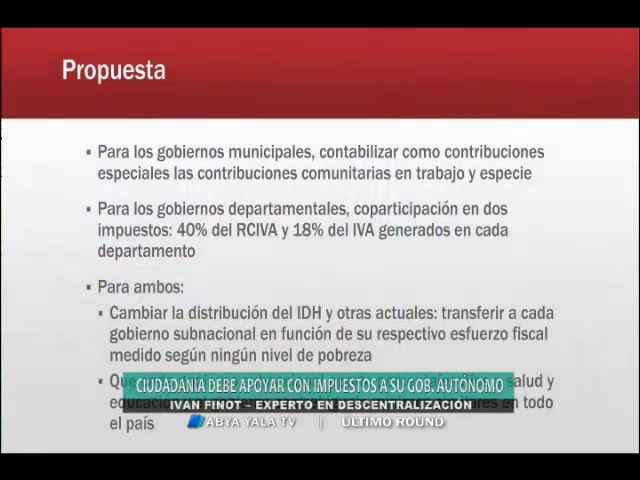 Propuesta
▪ Para los gobiernos municipales, contabilizar como contribuciones
especiales las contribuciones comunitarias en trabajo y especie
▪ Para los gobiernos departamentales, coparticipación en dos
impuestos: 40% del RCIVA y 18% del IVA generados en cada
departamento
▪ Para ambos:
▪ Cambiar la distribución del IDH y otras actuales: transferir a cada
gobierno subnacional en función de su respectivo esfuerzo fiscal
medido según ningún nivel de pobreza
salud y
en todo
el país
CIUDADANÍA DEBE APOYAR CON IMPUESTOS A SU GOB. AUTÓNOMO
IVAN FINOT – EXPERTO EN DESCENTRALIZACIÓN
ABYA YALA TV | ÚLTIMO ROUND